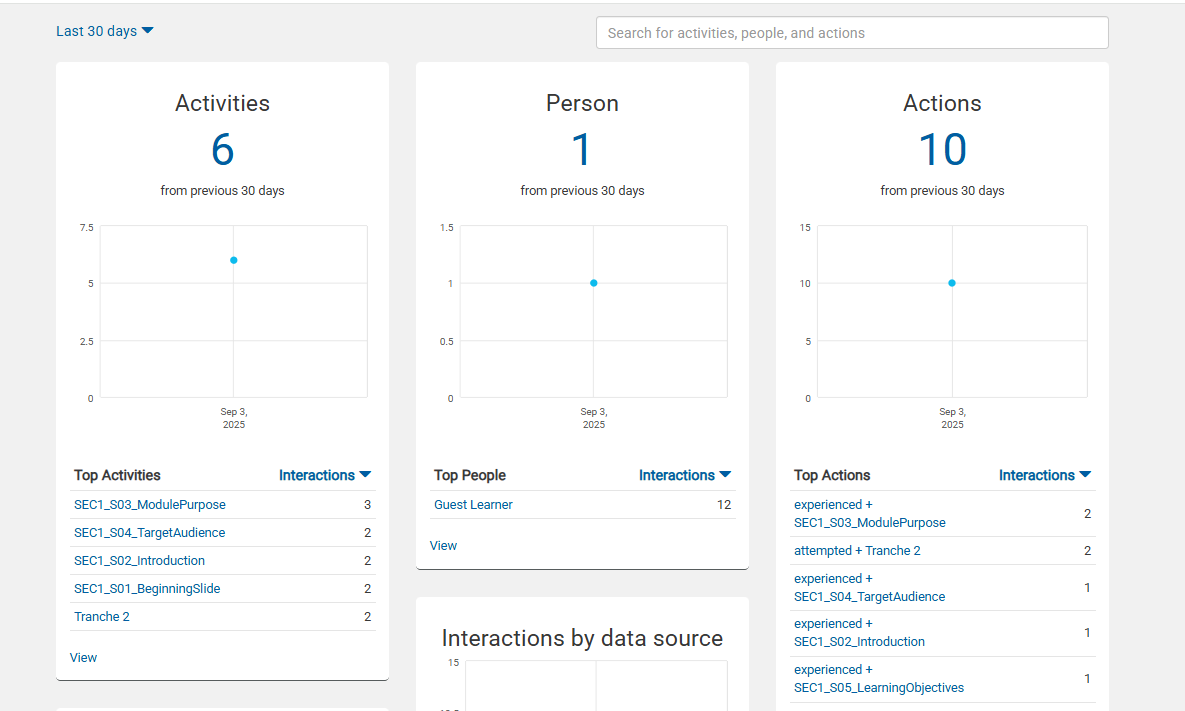 Last 30 days
Search for activities, people, and actions
Activities
6
from previous 30 days
7.5
5
2.5
0
Sep 3,
2025
Top Activities Interactions
SEC1_S03_ModulePurpose 3
SEC1_S04_TargetAudience 2
SEC1_S02_Introduction 2
SEC1_S01_BeginningSlide 2
Tranche 2 2
View
Person
1
from previous 30 days
1.5
1
0.5
0
Sep 3,
2025
Top People Interactions
Guest Learner 12
View
Interactions by data source
15
Actions
10
from previous 30 days
15
10
5
0
Sep 3,
2025
Top Actions Interactions
experienced +
SEC1_S03_ModulePurpose 2
attempted + Tranche 2 2
experienced +
SEC1_S04_TargetAudience 1
experienced +
SEC1_S02_Introduction 1
experienced +
SEC1_S05_LearningObjectives 1